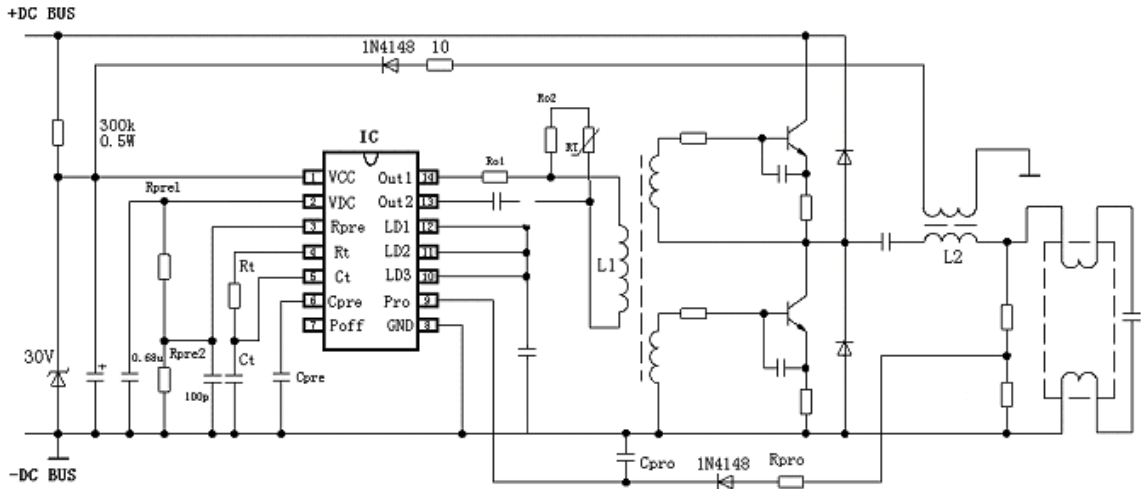 +DC BUS
1N4148
10
Ro2
300k
0.5W
IC
RT
Ro1
1
VCC
Out1
14
Rpre1
2
VDC
Out2
13
3
Rpre
LD1
12
4
Rt
LD2
11
Rt
5
Ct
LD3
10
L1
L2
6
Cpre
Pro
9
7
Poff
GND
8
30V
0.68u
Rpre2
Ct
+
100p
Cpre
Cpro
1N4148
Rpro
-DC BUS